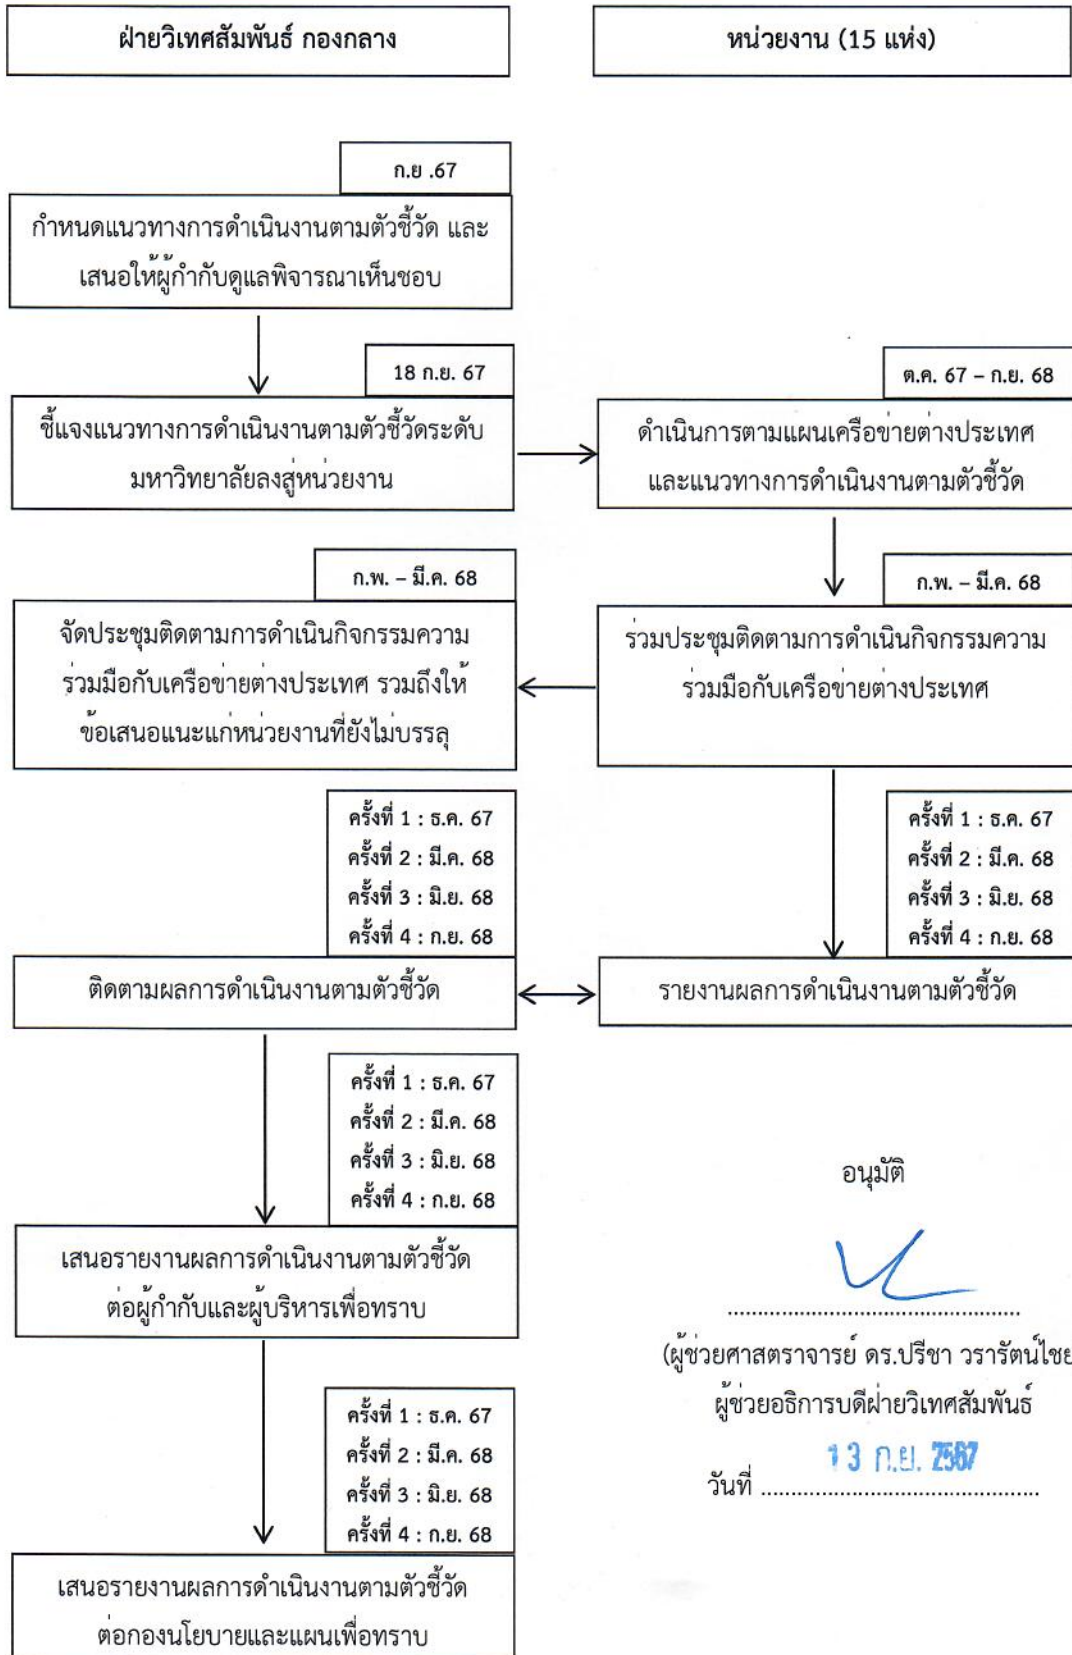 ฝ่ายวิเทศสัมพันธ์ กองกลาง
หน่วยงาน (15 แห่ง)
ก.ย .67
กำหนดแนวทางการดำเนินงานตามตัวชี้วัด และ
เสนอให้ผู้กำกับดูแลพิจารณาเห็นชอบ
18 ก.ย. 67
ชี้แจงแนวทางการดำเนินงานตามตัวชี้วัดระดับ
มหาวิทยาลัยลงสู่หน่วยงาน
ต.ค. 67 – ก.ย. 68
ดำเนินการตามแผนเครือข่ายต่างประเทศ
และแนวทางการดำเนินงานตามตัวชี้วัด
ก.พ. – มี.ค. 68
จัดประชุมติดตามการดำเนินกิจกรรมความ
ร่วมมือกับเครือข่ายต่างประเทศ รวมถึงให้
ข้อเสนอแนะแก่หน่วยงานที่ยังไม่บรรลุ
ก.พ. – มี.ค. 68
ร่วมประชุมติดตามการดำเนินกิจกรรมความ
ร่วมมือกับเครือข่ายต่างประเทศ
ครั้งที่ 1 : ธ.ค. 67
ครั้งที่ 2 : มี.ค. 68
ครั้งที่ 3 : มิ.ย. 68
ครั้งที่ 4 : ก.ย. 68
ติดตามผลการดำเนินงานตามตัวชี้วัด
ครั้งที่ 1 : ธ.ค. 67
ครั้งที่ 2 : มี.ค. 68
ครั้งที่ 3 : มิ.ย. 68
ครั้งที่ 4 : ก.ย. 68
รายงานผลการดำเนินงานตามตัวชี้วัด
ครั้งที่ 1 : ธ.ค. 67
ครั้งที่ 2 : มี.ค. 68
ครั้งที่ 3 : มิ.ย. 68
ครั้งที่ 4 : ก.ย. 68
เสนอรายงานผลการดำเนินงานตามตัวชี้วัด
ต่อผู้กำกับและผู้บริหารเพื่อทราบ
ครั้งที่ 1 : ธ.ค. 67
ครั้งที่ 2 : มี.ค. 68
ครั้งที่ 3 : มิ.ย. 68
ครั้งที่ 4 : ก.ย. 68
เสนอรายงานผลการดำเนินงานตามตัวชี้วัด
ต่อกองนโยบายและแผนเพื่อทราบ
อนุมัติ
(ผู้ช่วยศาสตราจารย์ ดร.ปรีชา วรารัตน์ไชย
ผู้ช่วยอธิการบดีฝ่ายวิเทศสัมพันธ์
วันที่ 13 ก.ย. 2567